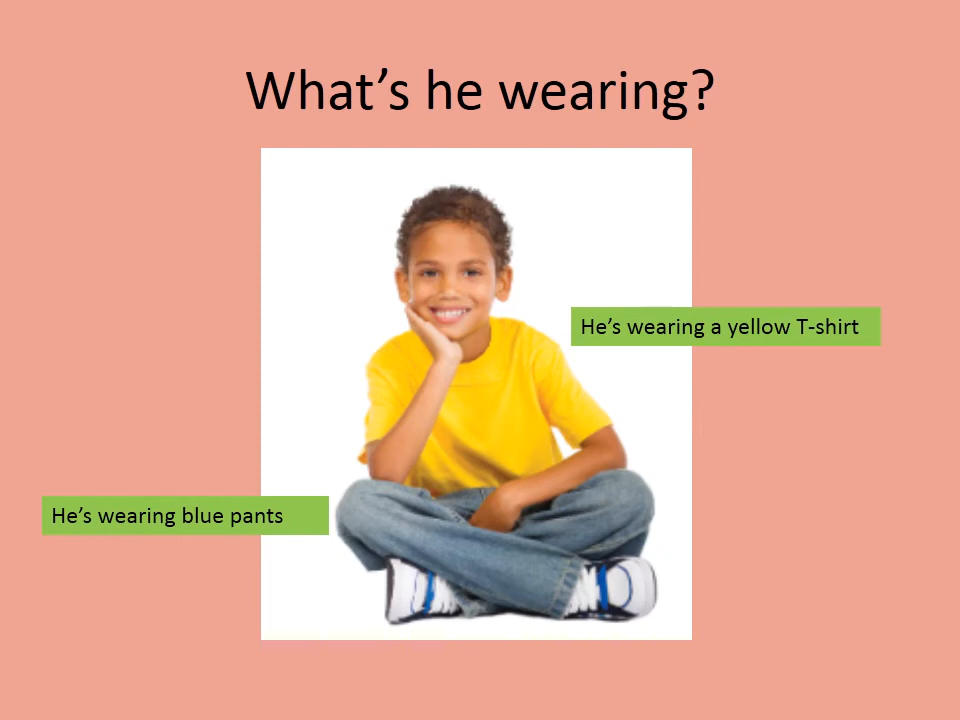 What’s he wearing?
He’s wearing a yellow T-shirt
He’s wearing blue pants